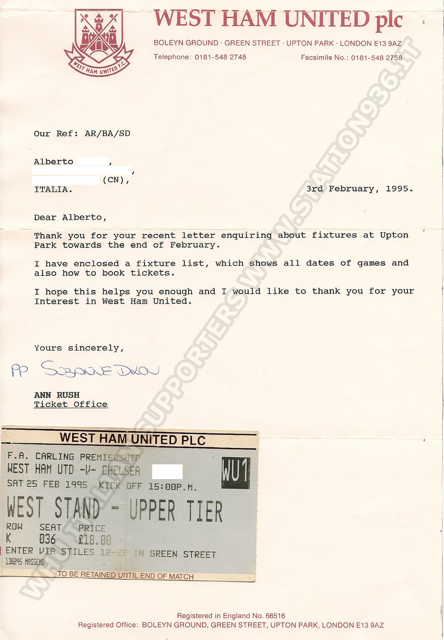 WEST HAM UNITED plc
BOLEYN GROUND · GREEN STREET · UPTON PARK · LONDON E13 9AZ
Telephone: 0181-548 2748 Facsimile No.: 0181-548 2758
WEST HAM UNITED F.C.
Our Ref: AR/BA/SD
Alberto ,
,
(CN),
ITALIA. 3rd February, 1995.
Dear Alberto,
Thank you for your recent letter enquiring about fixtures at Upton
Park towards the end of February.
I have enclosed a fixture list, which shows all dates of games and
also how to book tickets.
I hope this helps you enough and I would like to thank you for your
Interest in West Ham United.
Yours sincerely,
PP Suzanne Dixon
ANN RUSH
Ticket Office
WEST HAM UNITED PLC
F.A. CARLING PREMIERSHIP
WEST HAM UTD -V- CHELSEA
WU1
SAT 25 FEB 1995 KICK OFF 15:00P.M.
WEST STAND - UPPER TIER
ROW SEAT PRICE
K 036 £18.00
ENTER VIA STILES 12-22 IN GREEN STREET
TO BE RETAINED UNTIL END OF MATCH
Registered in England No. 66516
Registered Office: BOLEYN GROUND, GREEN STREET, UPTON PARK, LONDON E13 9AZ
SUPPORTERS WWW.STATION936.IT